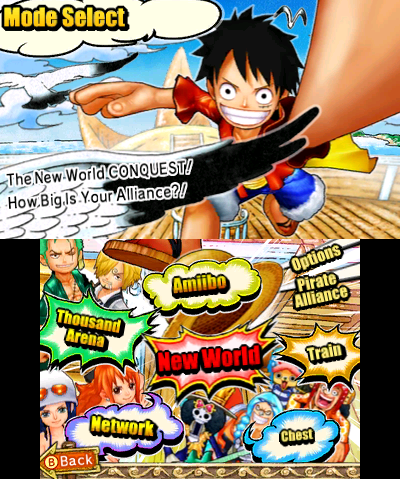 Mode Select
The New World CONQUEST!
How Big Is Your Alliance?!
Amiibo
Options
Pirate
Alliance
Thousand
Arena
New World
Train
Network
Chest
B Back